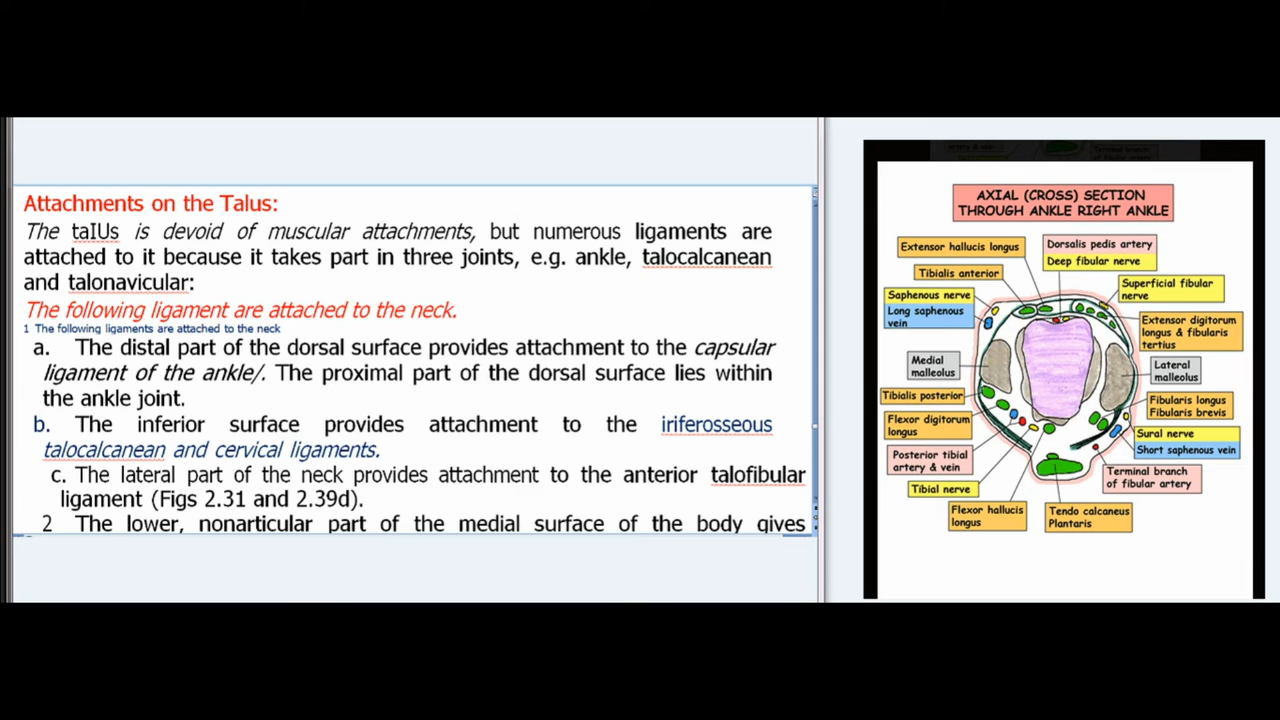 Attachments on the Talus:
The taIUs is devoid of muscular attachments, but numerous ligaments are
attached to it because it takes part in three joints, e.g. ankle, talocalcanean
and talonavicular:
The following ligament are attached to the neck.
1 The following ligaments are attached to the neck
a. The distal part of the dorsal surface provides attachment to the capsular
ligament of the ankle/. The proximal part of the dorsal surface lies within
the ankle joint.
b. The inferior surface provides attachment to the iriferosseous
talocalcanean and cervical ligaments.
c. The lateral part of the neck provides attachment to the anterior talofibular
ligament (Figs 2.31 and 2.39d).
2 The lower, nonarticular part of the medial surface of the body gives
AXIAL (CROSS) SECTION
THROUGH ANKLE RIGHT ANKLE
Extensor hallucis longus
Dorsalis pedis artery
Deep fibular nerve
Tibialis anterior
Superficial fibular
nerve
Saphenous nerve
Long saphenous
vein
Extensor digitorum
longus & fibularis
tertius
Medial
malleolus
Lateral
malleolus
Tibialis posterior
Fibularis longus
Fibularis brevis
Flexor digitorum
longus
Sural nerve
Short saphenous vein
Posterior tibial
artery & vein
Terminal branch
of fibular artery
Tibial nerve
Flexor hallucis
longus
Tendo calcaneus
Plantaris